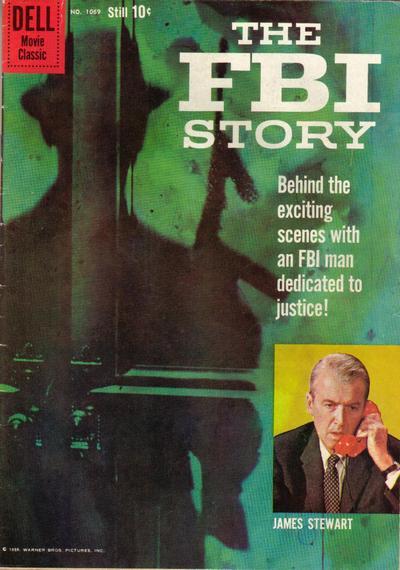 DELL
Movie
Classic
NO. 1069 Still 10¢
THE
FBI
STORY
Behind the
exciting
scenes with
an FBI man
dedicated to
justice!
JAMES STEWART
© 1959, WARNER BROS. PICTURES, INC.